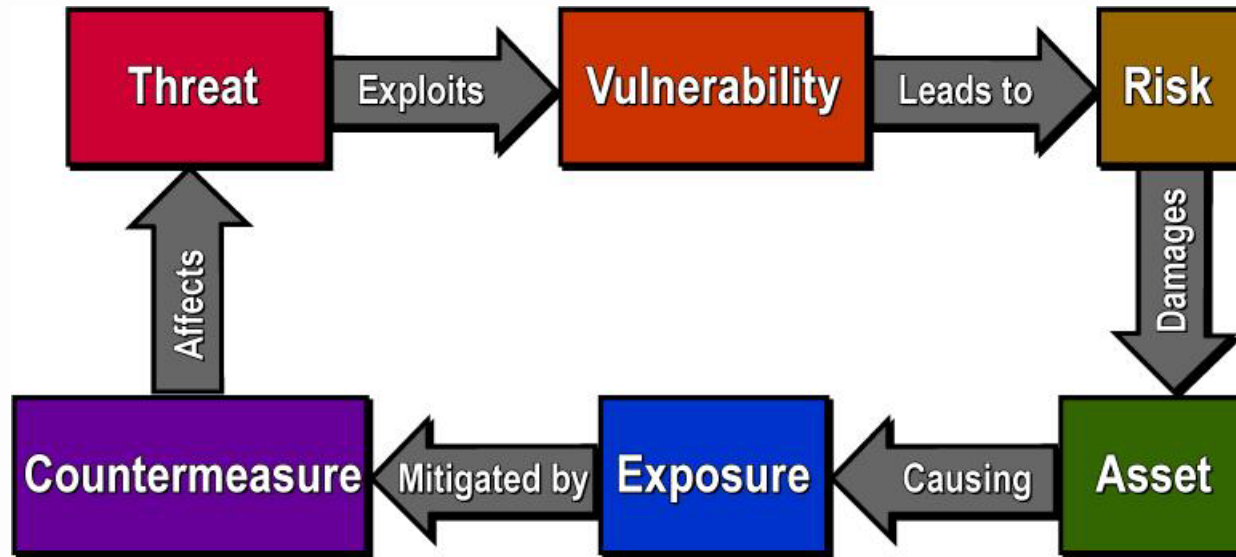 Threat
Exploits
Vulnerability
Leads to
Risk
Damages
Asset
Causing
Exposure
Mitigated by
Countermeasure
Affects